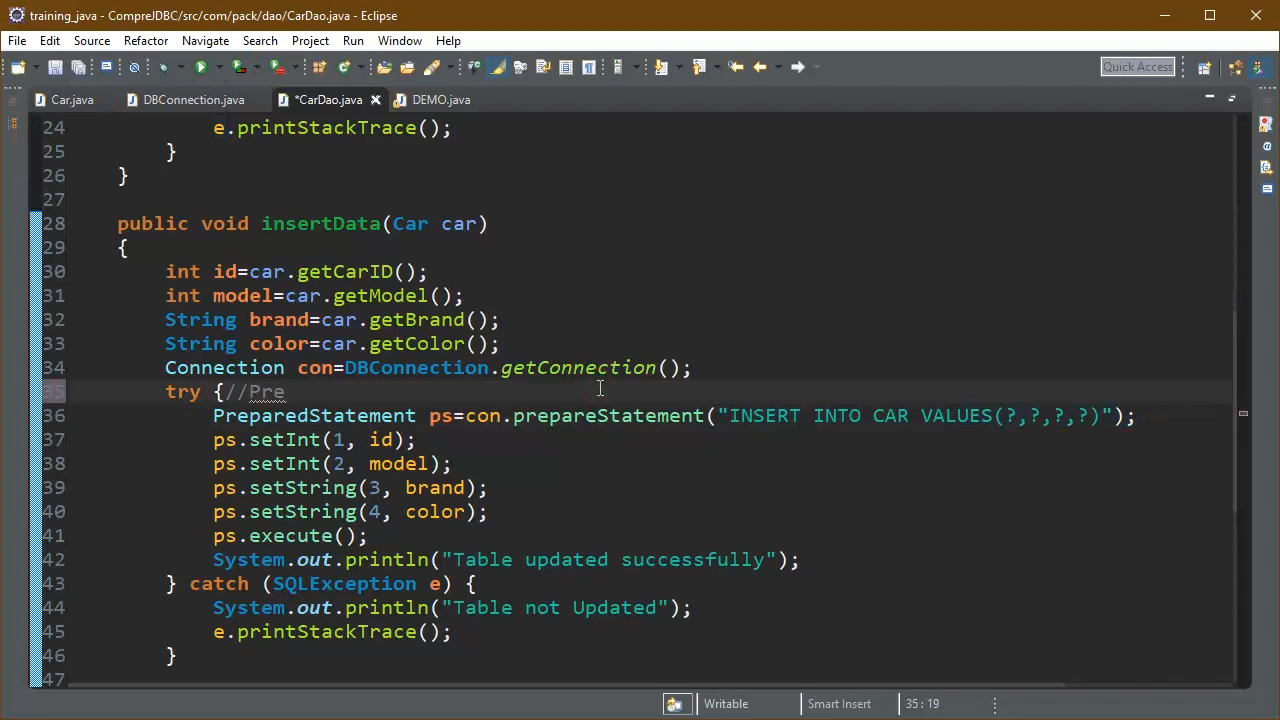 training_java - CompreJDBC/src/com/pack/dao/CarDao.java - Eclipse
File Edit Source Refactor Navigate Search Project Run Window Help
Quick Access
Car.java DBConnection.java *CarDao.java DEMO.java
24 e.printStackTrace();
25 }
26 }
27
28 public void insertData(Car car)
29 {
30 int id=car.getCarID();
31 int model=car.getModel();
32 String brand=car.getBrand();
33 String color=car.getColor();
34 Connection con=DBConnection.getConnection();
35 try {//Pre
36 PreparedStatement ps=con.prepareStatement("INSERT INTO CAR VALUES(?,?,?,?)");
37 ps.setInt(1, id);
38 ps.setInt(2, model);
39 ps.setString(3, brand);
40 ps.setString(4, color);
41 ps.execute();
42 System.out.println("Table updated successfully");
43 } catch (SQLException e) {
44 System.out.println("Table not Updated");
45 e.printStackTrace();
46 }
47
Writable Smart Insert 35 : 19